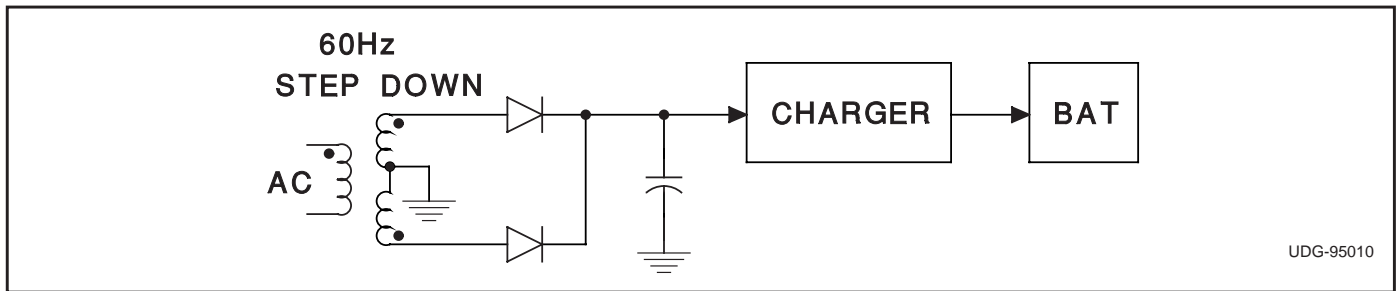 60Hz
STEP DOWN
AC
CHARGER
BAT
UDG-95010